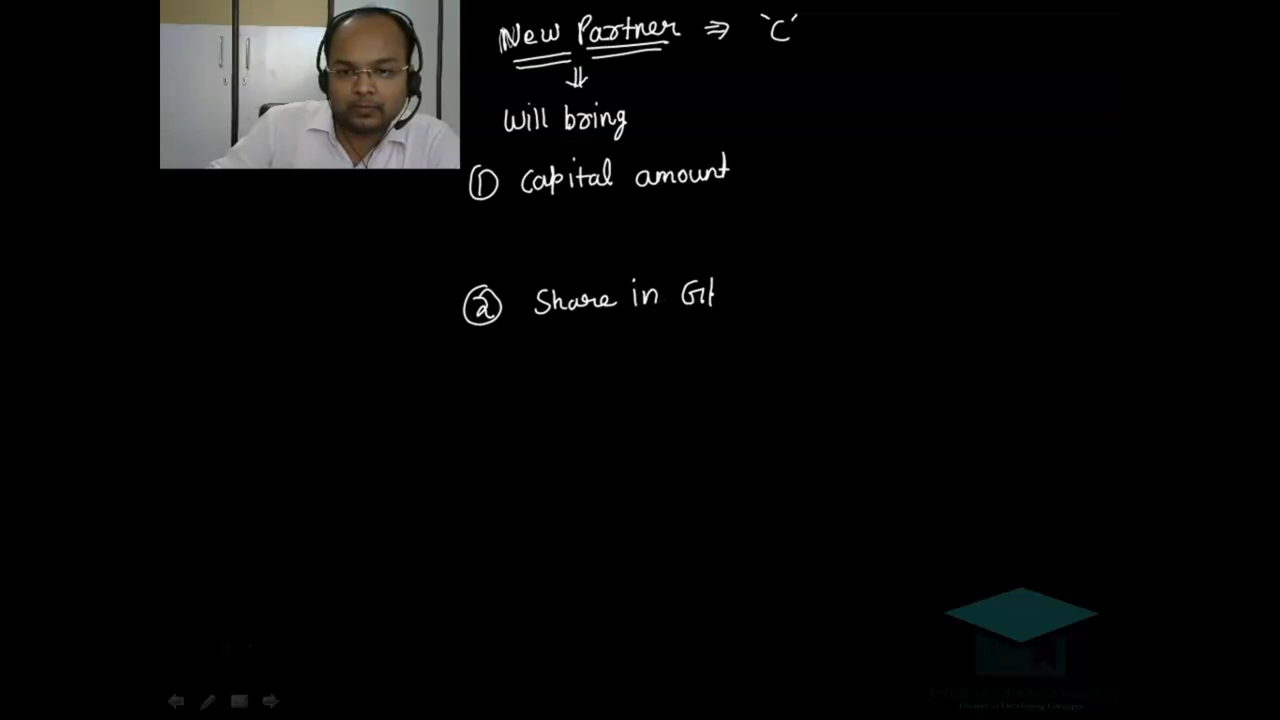 New Partner ⇒ 'C'
⇓
Will bring
① Capital amount
② Share in G/f